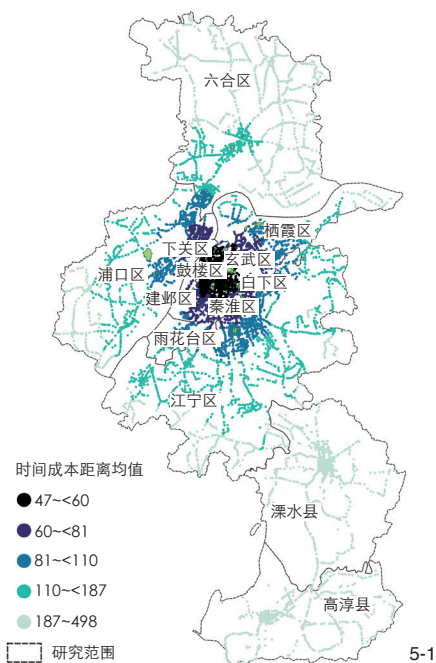 六合区
栖霞区
下关区
玄武区
浦口区
鼓楼区
白下区
建邺区
秦淮区
雨花台区
江宁区
时间成本距离均值
47~<60
60~<81
81~<110
110~<187
187~498
溧水县
高淳县
研究范围
5-1